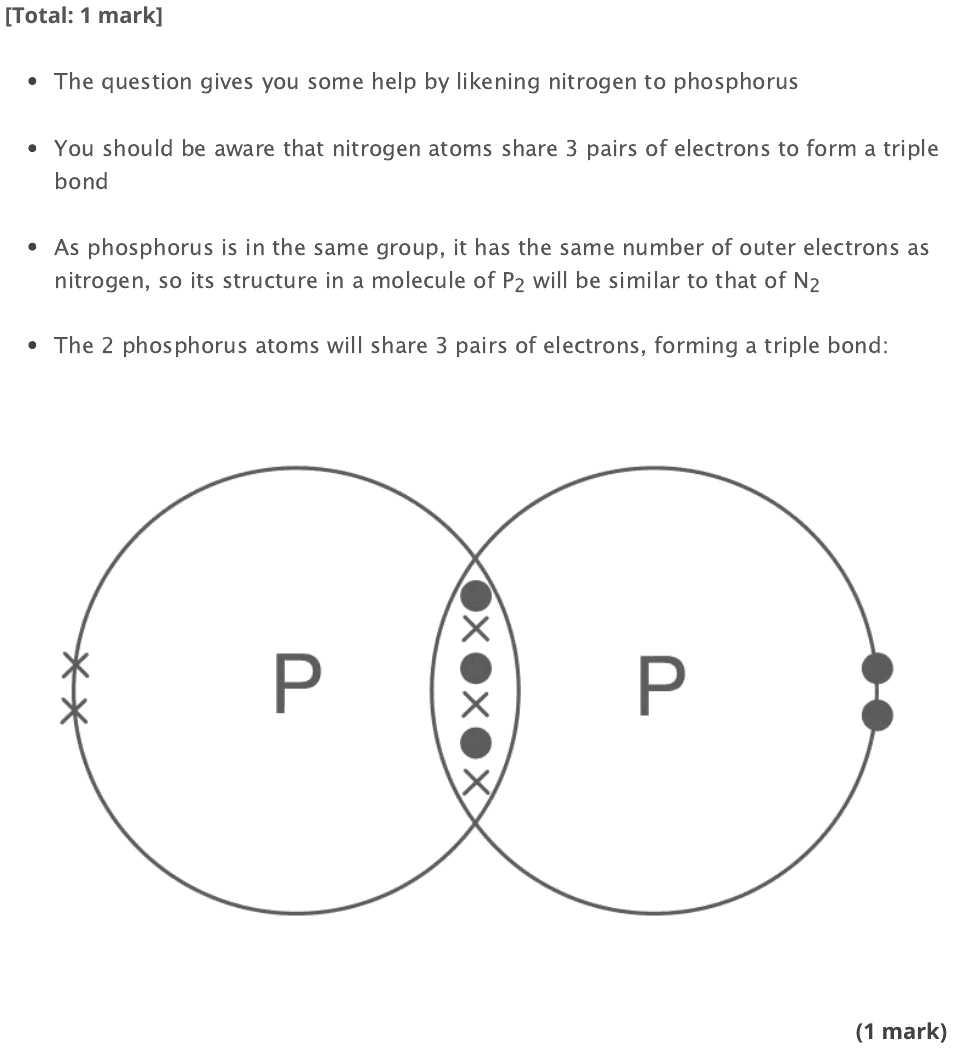 [Total: 1 mark]
• The question gives you some help by likening nitrogen to phosphorus
• You should be aware that nitrogen atoms share 3 pairs of electrons to form a triple
bond
• As phosphorus is in the same group, it has the same number of outer electrons as
nitrogen, so its structure in a molecule of P₂ will be similar to that of N₂
• The 2 phosphorus atoms will share 3 pairs of electrons, forming a triple bond:
P P
(1 mark)